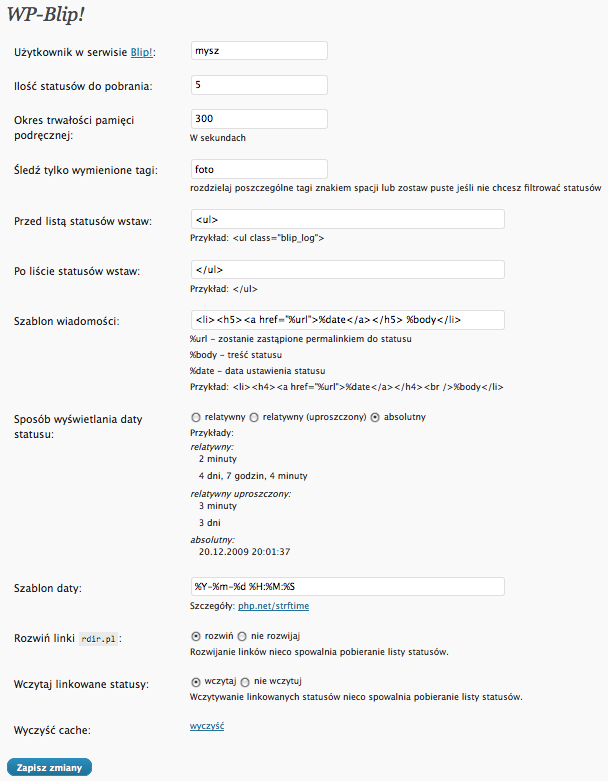 WP-Blip!
Użytkownik w serwisie Blip!: mysz
Ilość statusów do pobrania: 5
Okres trwałości pamięci podręcznej: 300
W sekundach
Śledź tylko wymienione tagi: foto
rozdzielaj poszczególne tagi znakiem spacji lub zostaw puste jeśli nie chcesz filtrować statusów
Przed listą statusów wstaw: <ul>
Przykład: <ul class="blip_log">
Po liście statusów wstaw: </ul>
Przykład: </ul>
Szablon wiadomości: <li><h5><a href="%url">%date</a></h5> %body</li>
%url – zostanie zastąpione permalinkiem do statusu
%body – treść statusu
%date – data ustawienia statusu
Przykład: <li><h4><a href="%url">%date</a></h4><br />%body</li>
Sposób wyświetlania daty statusu: relatywny relatywny (uproszczony) absolutny
Przykłady:
relatywny:
2 minuty
4 dni, 7 godzin, 4 minuty
relatywny uproszczony:
3 minuty
3 dni
absolutny:
20.12.2009 20:01:37
Szablon daty: %Y-%m-%d %H:%M:%S
Szczegóły: php.net/strftime
Rozwiń linki rdir.pl: rozwiń nie rozwijaj
Rozwijanie linków nieco spowalnia pobieranie listy statusów.
Wczytaj linkowane statusy: wczytaj nie wczytuj
Wczytywanie linkowanych statusów nieco spowalnia pobieranie listy statusów.
Wyczyść cache: wyczyść
Zapisz zmiany